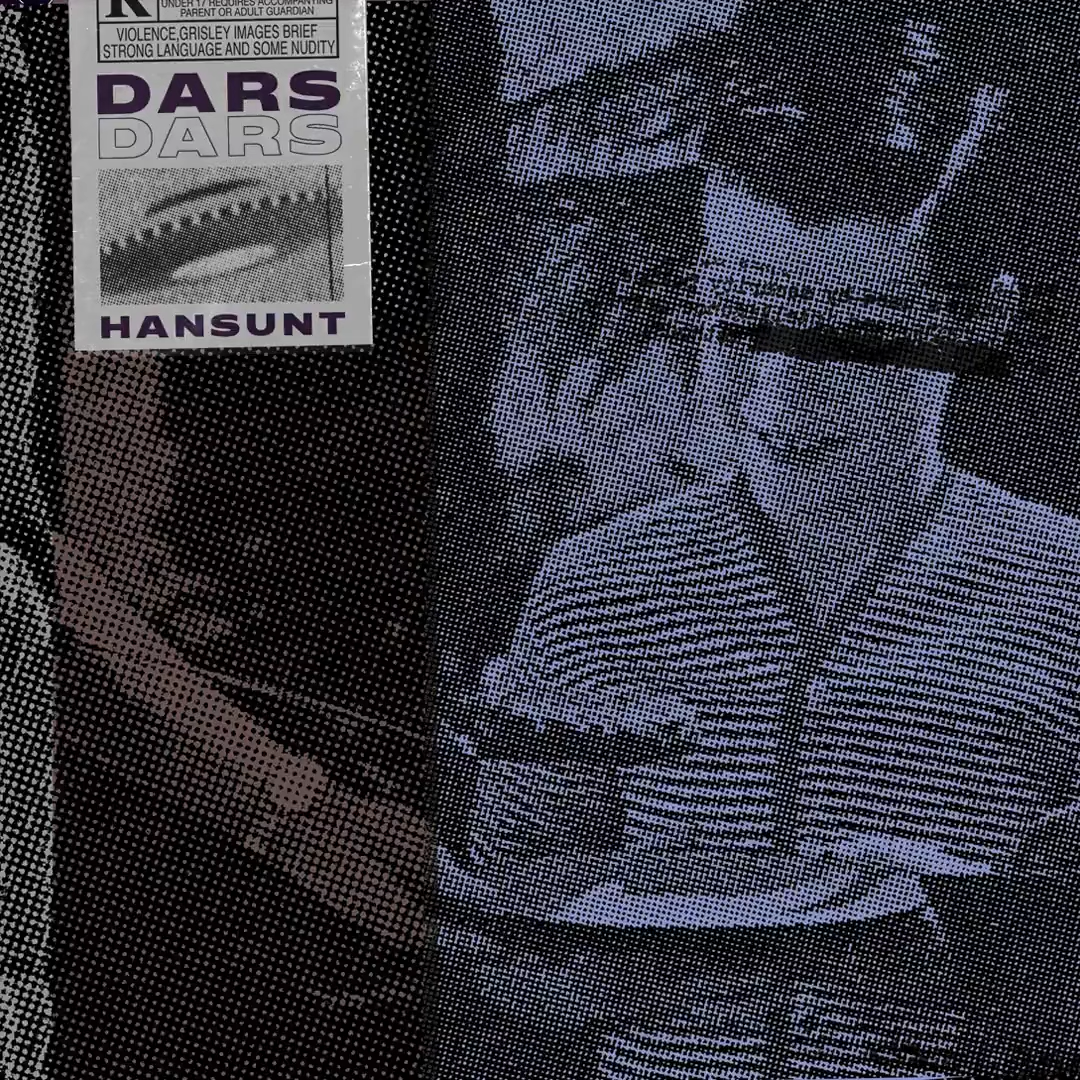 R
UNDER 17 REQUIRES ACCOMPANYING
PARENT OR ADULT GUARDIAN
VIOLENCE,GRISLEY IMAGES BRIEF
STRONG LANGUAGE AND SOME NUDITY
DARS
DARS
HANSUNT